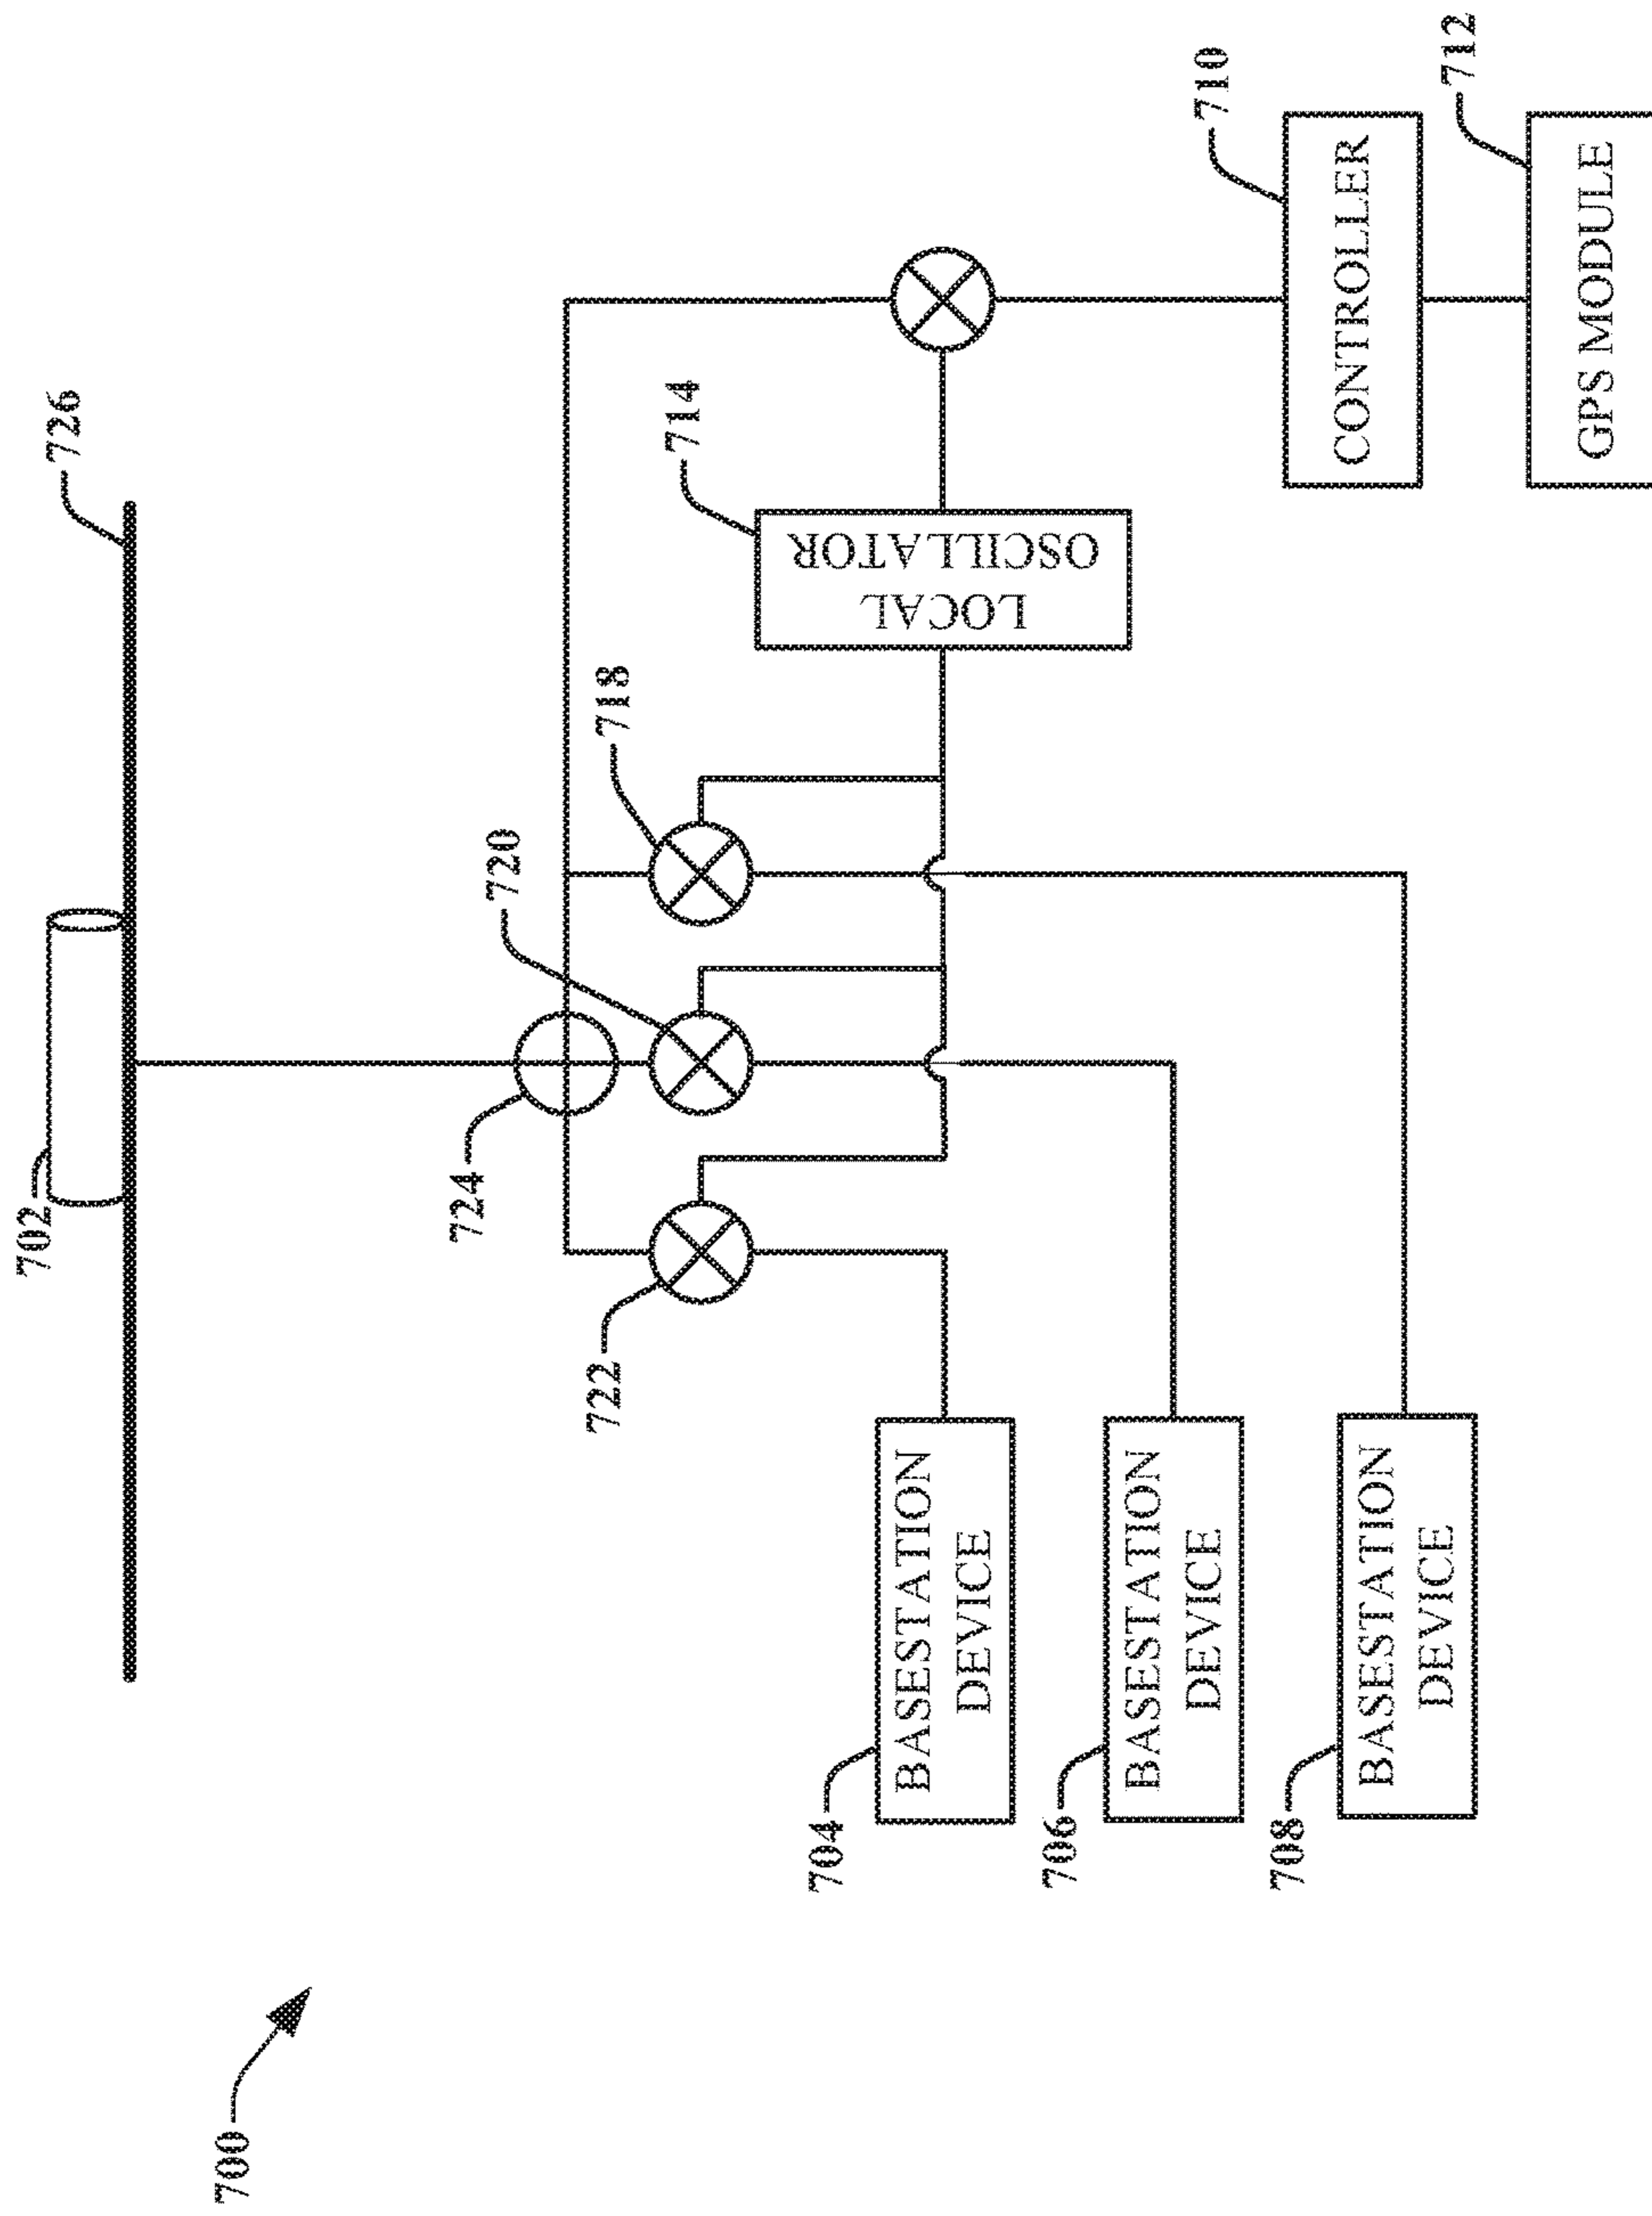 700
702
726
724
720
718
722
714
LOCAL
OSCILLATOR
710
CONTROLLER
712
GPS MODULE
704
BASESTATION
DEVICE
706
BASESTATION
DEVICE
708
BASESTATION
DEVICE